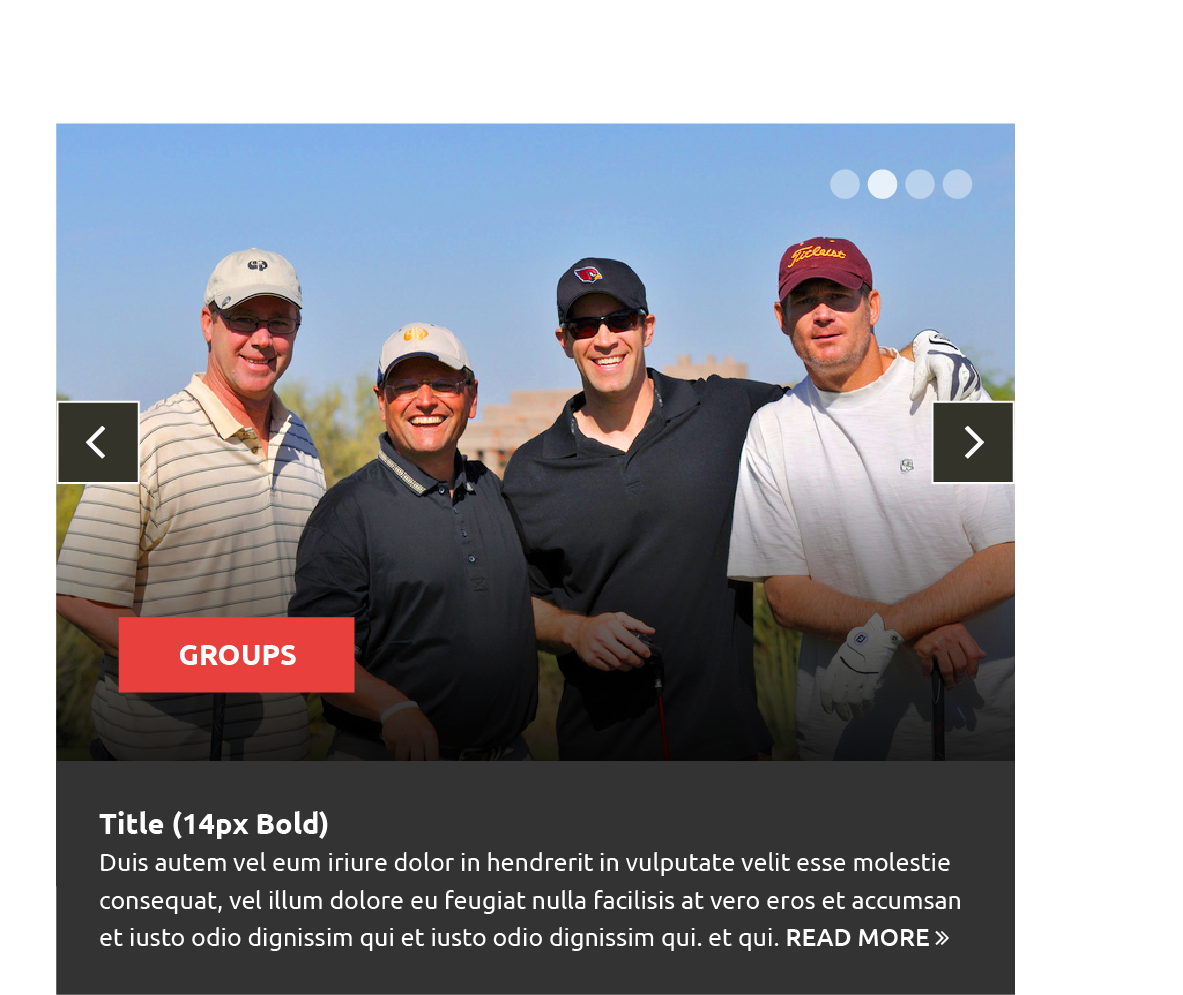 Titleist
GROUPS
Title (14px Bold)
Duis autem vel eum iriure dolor in hendrerit in vulputate velit esse molestie
consequat, vel illum dolore eu feugiat nulla facilisis at vero eros et accumsan
et iusto odio dignissim qui et iusto odio dignissim qui. et qui. READ MORE »